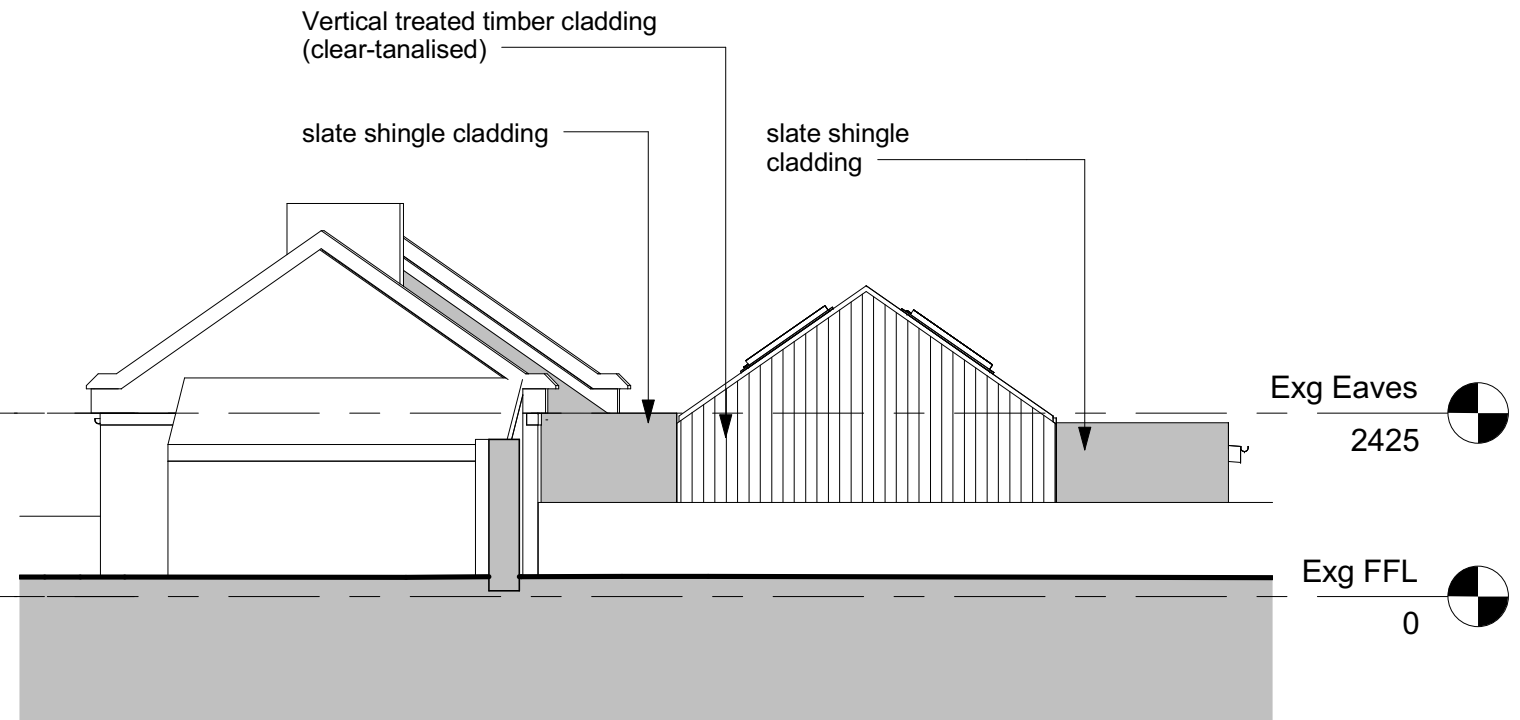 Vertical treated timber cladding
(clear-tanalised)
slate shingle cladding
slate shingle
cladding
Exg Eaves
2425
Exg FFL
0